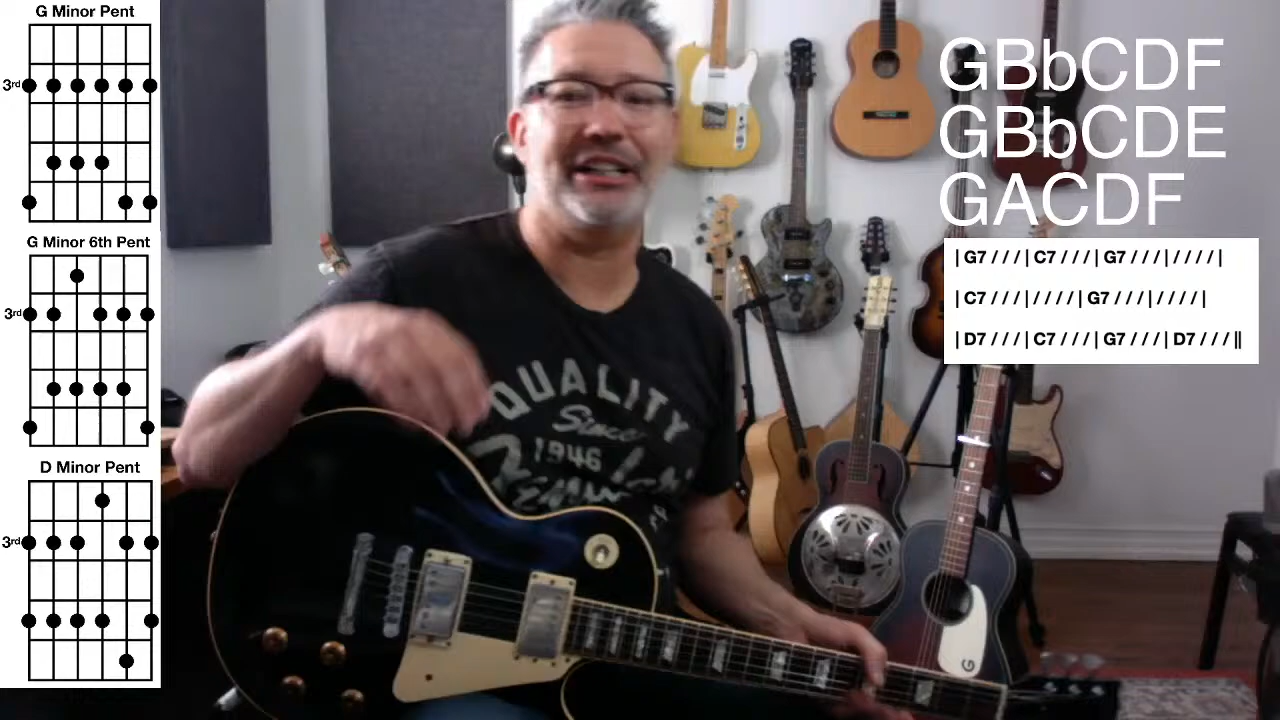 G Minor Pent
3rd
G Minor 6th Pent
3rd
D Minor Pent
3rd
GBbCDF
GBbCDE
GACDF
| G7 / / / | C7 / / / | G7 / / / | / / / / |
| C7 / / / | / / / / | G7 / / / | / / / / |
| D7 / / / | C7 / / / | G7 / / / | D7 / / / ||
QUALITY
Since
1946
G